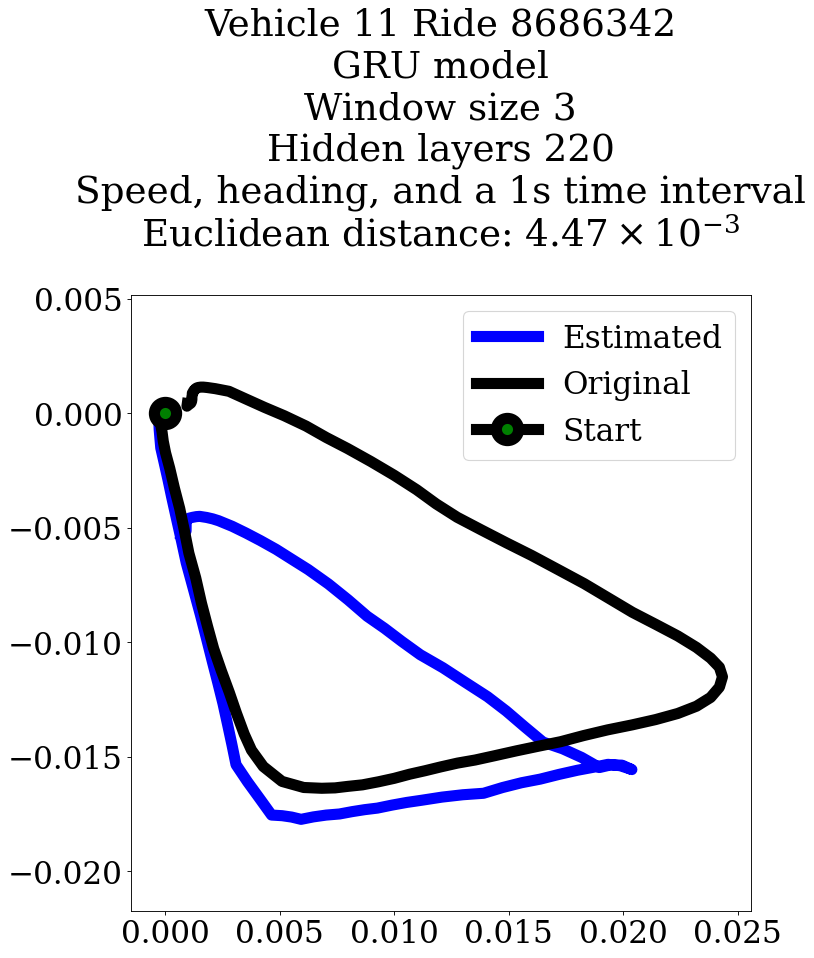 Vehicle 11 Ride 8686342
GRU model
Window size 3
Hidden layers 220
Speed, heading, and a 1s time interval
Euclidean distance: 4.47 × 10⁻³
0.005
0.000
−0.005
−0.010
−0.015
−0.020
Estimated
Original
Start
0.000 0.005 0.010 0.015 0.020 0.025